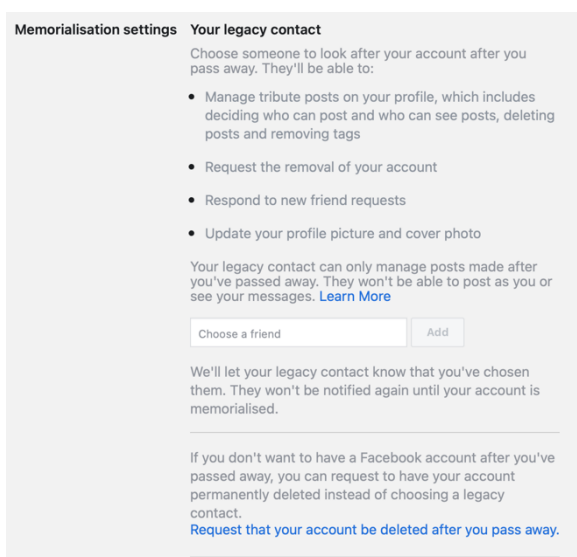 Memorialisation settings
Your legacy contact
Choose someone to look after your account after you
pass away. They'll be able to:
• Manage tribute posts on your profile, which includes
deciding who can post and who can see posts, deleting
posts and removing tags
• Request the removal of your account
• Respond to new friend requests
• Update your profile picture and cover photo
Your legacy contact can only manage posts made after
you've passed away. They won't be able to post as you or
see your messages. Learn More
Choose a friend
Add
We'll let your legacy contact know that you've chosen
them. They won't be notified again until your account is
memorialised.
If you don't want to have a Facebook account after you've
passed away, you can request to have your account
permanently deleted instead of choosing a legacy
contact.
Request that your account be deleted after you pass away.